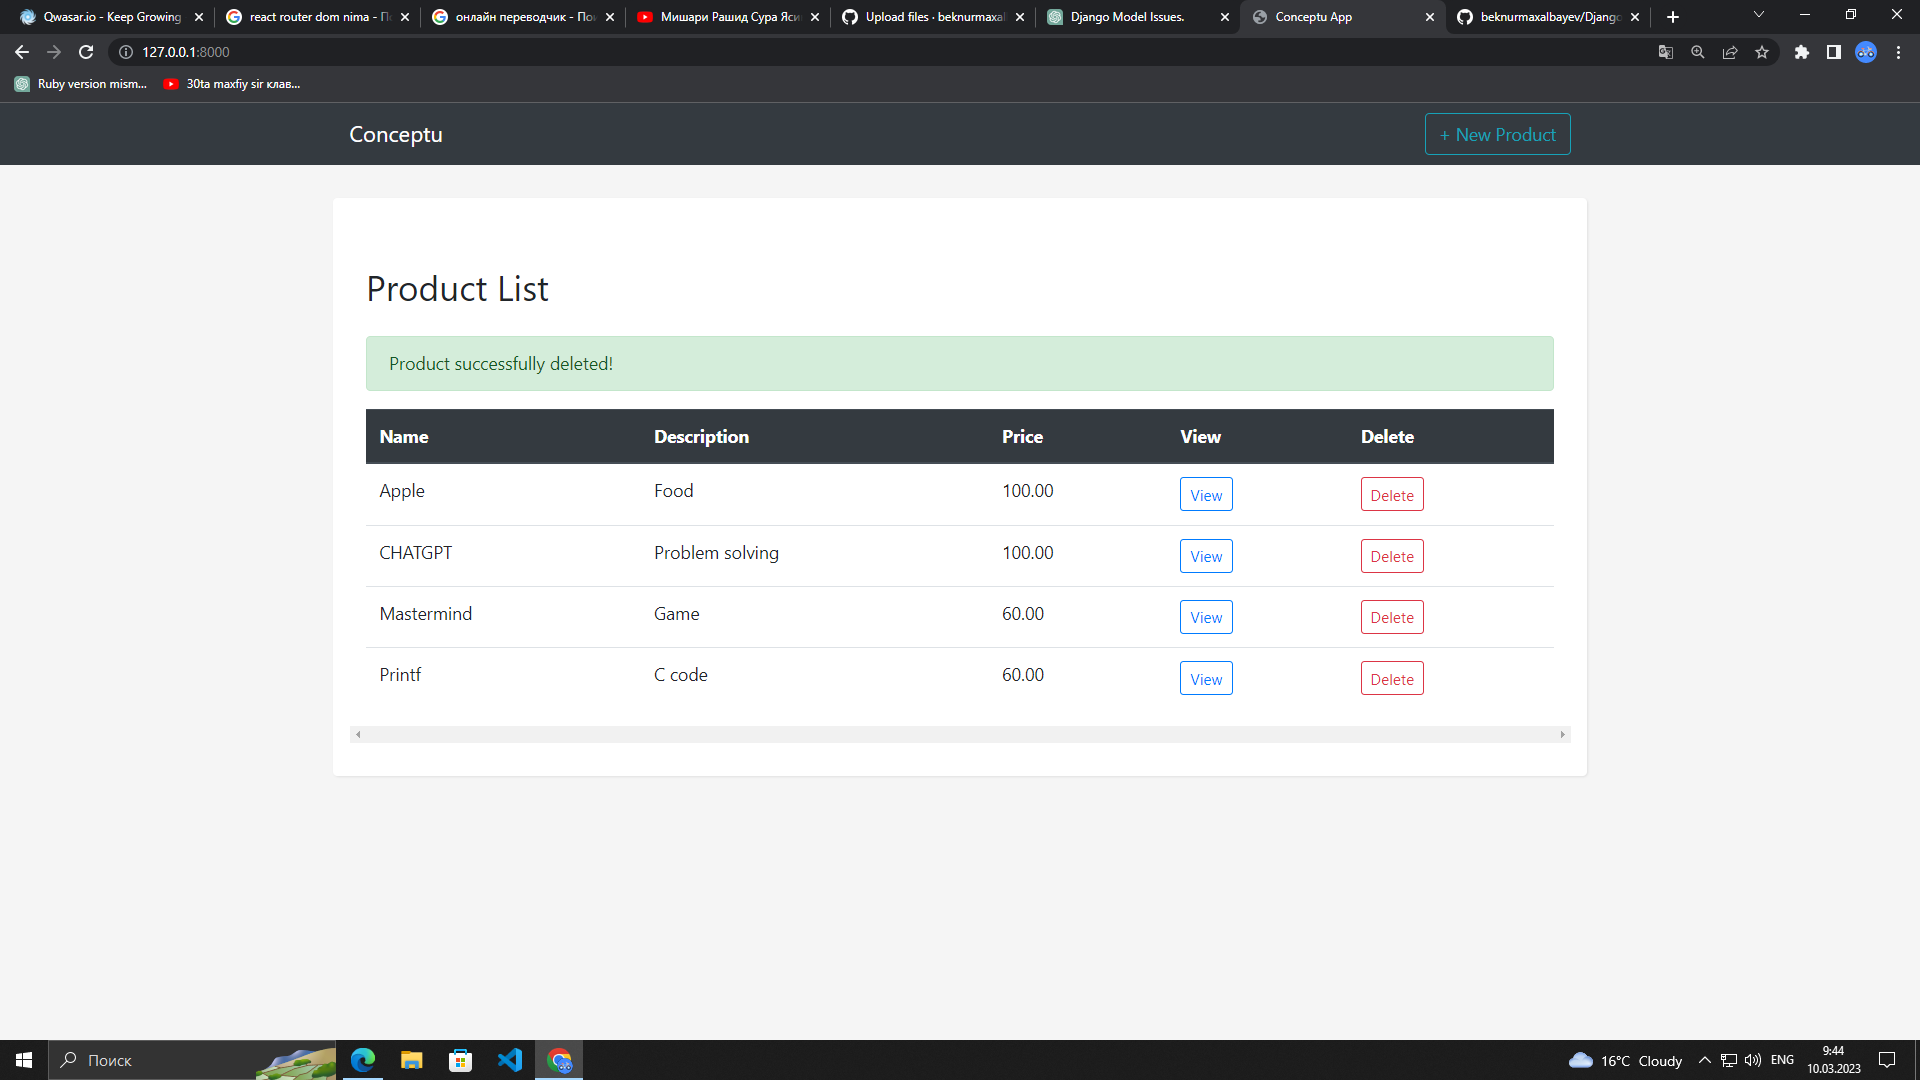 Qwasar.io - Keep Growing
react router dom nima - По
онлайн переводчик - Пои
Мишари Рашид Сура Яси
Upload files · beknurmaxal
Django Model Issues.
Conceptu App
beknurmaxalbayev/Django
127.0.0.1:8000
Ruby version mism...
30ta maxfiy sir клав...
Conceptu
+ New Product
Product List
Product successfully deleted!
Name Description Price View Delete
Apple Food 100.00 View Delete
CHATGPT Problem solving 100.00 View Delete
Mastermind Game 60.00 View Delete
Printf C code 60.00 View Delete
Поиск
16°C Cloudy
ENG
9:44
10.03.2023